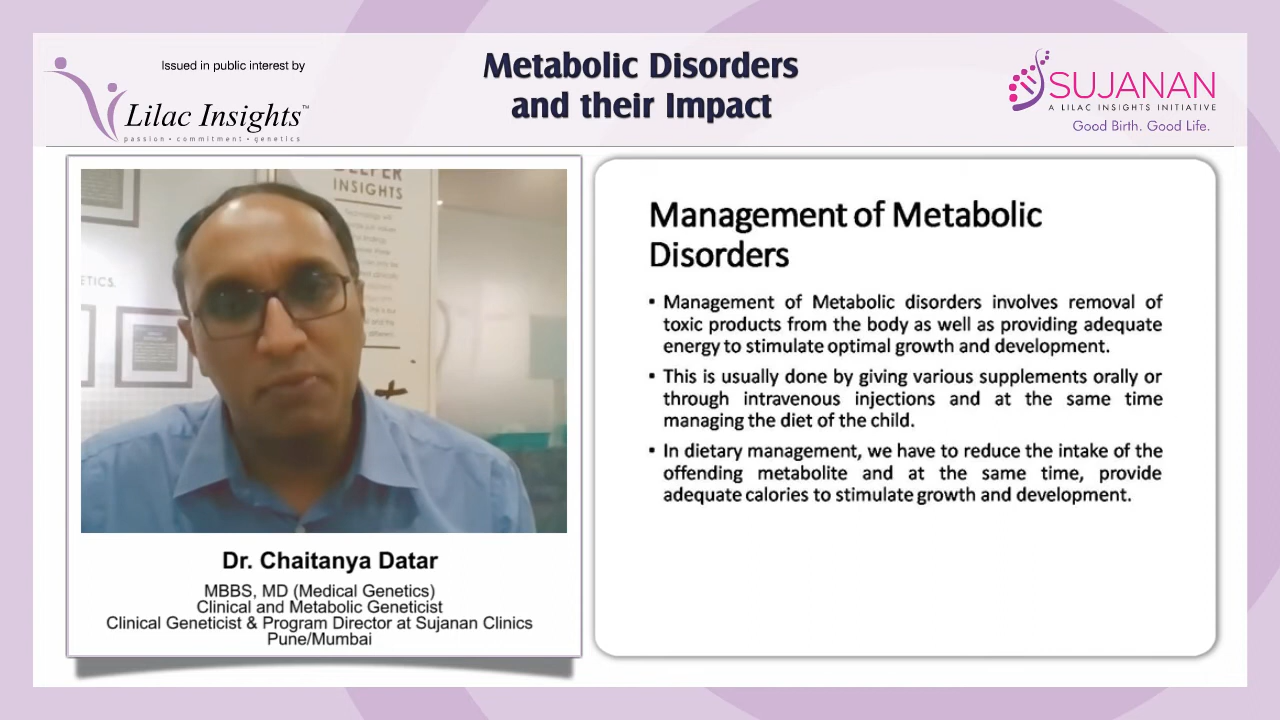 Issued in public interest by
Lilac Insights™
passion • commitment • genetics
Metabolic Disorders
and their Impact
SUJANAN
A LILAC INSIGHTS INITIATIVE
Good Birth. Good Life.
DEEPER
INSIGHTS
ETICS.
Dr. Chaitanya Datar
MBBS, MD (Medical Genetics)
Clinical and Metabolic Geneticist
Clinical Geneticist & Program Director at Sujanan Clinics
Pune/Mumbai
Management of Metabolic
Disorders
▪ Management of Metabolic disorders involves removal of
toxic products from the body as well as providing adequate
energy to stimulate optimal growth and development.
▪ This is usually done by giving various supplements orally or
through intravenous injections and at the same time
managing the diet of the child.
▪ In dietary management, we have to reduce the intake of the
offending metabolite and at the same time, provide
adequate calories to stimulate growth and development.